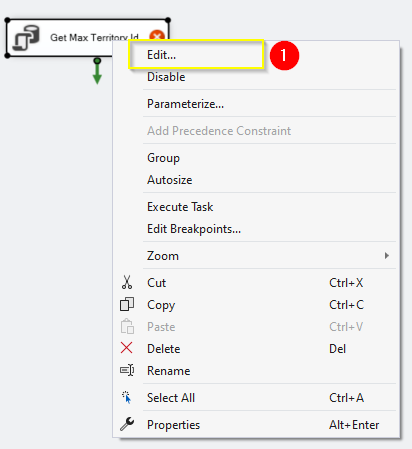 Get Max Territory Id
Edit...
1
Disable
Parameterize...
Add Precedence Constraint
Group
Autosize
Execute Task
Edit Breakpoints...
Zoom
Cut Ctrl+X
Copy Ctrl+C
Paste Ctrl+V
Delete Del
Rename
Select All Ctrl+A
Properties Alt+Enter